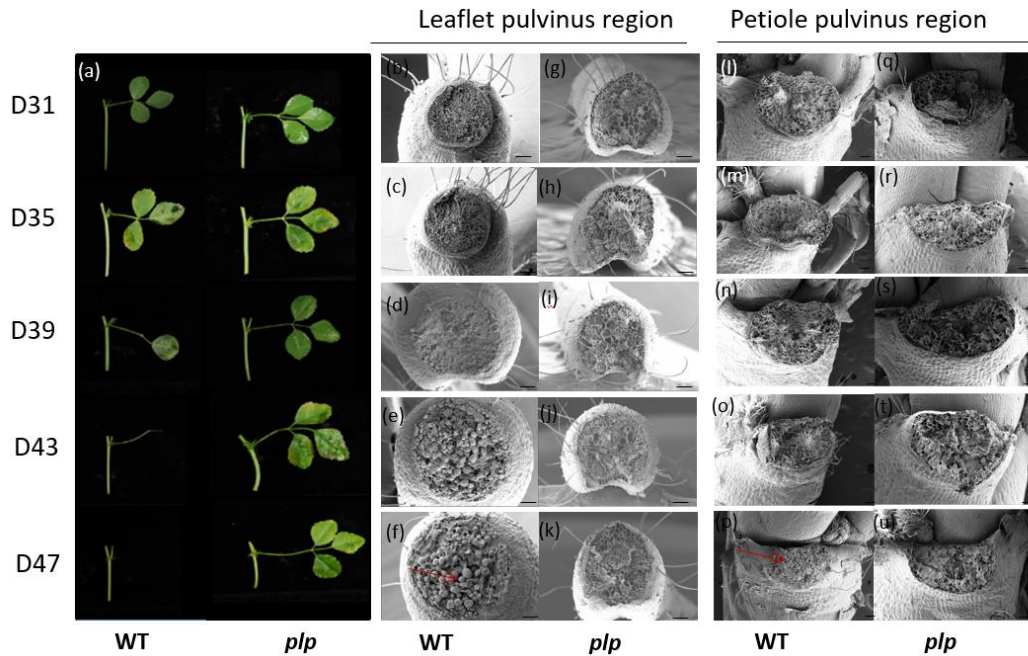 Leaflet pulvinus region Petiole pulvinus region
(a) (b) (g) (l) (q)
D31
(c) (h) (m) (r)
D35
(d) (i) (n) (s)
D39
(e) (j) (o) (t)
D43
(f) (k) (p) (u)
D47
WT plp WT plp WT plp